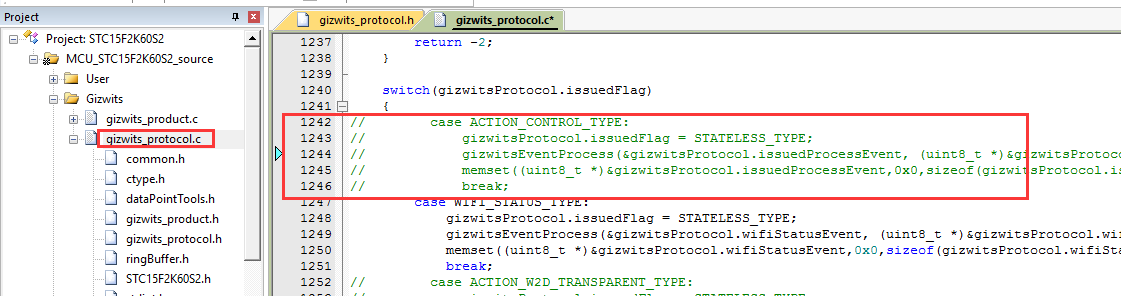 Project
gizwits_protocol.h
gizwits_protocol.c*
Project: STC15F2K60S2
MCU_STC15F2K60S2_source
User
Gizwits
gizwits_product.c
gizwits_protocol.c
common.h
ctype.h
dataPointTools.h
gizwits_product.h
gizwits_protocol.h
ringBuffer.h
STC15F2K60S2.h
1237 return -2;
1238 }
1239
1240 switch(gizwitsProtocol.issuedFlag)
1241 {
1242 // case ACTION_CONTROL_TYPE:
1243 // gizwitsProtocol.issuedFlag = STATELESS_TYPE;
1244 // gizwitsEventProcess(&gizwitsProtocol.issuedProcessEvent, (uint8_t *)&gizwitsProtoco
1245 // memset((uint8_t *)&gizwitsProtocol.issuedProcessEvent,0x0,sizeof(gizwitsProtocol.is
1246 // break;
1247 case WIFI_STATUS_TYPE:
1248 gizwitsProtocol.issuedFlag = STATELESS_TYPE;
1249 gizwitsEventProcess(&gizwitsProtocol.wifiStatusEvent, (uint8_t *)&gizwitsProtocol.wif
1250 memset((uint8_t *)&gizwitsProtocol.wifiStatusEvent,0x0,sizeof(gizwitsProtocol.wifiSta
1251 break;
1252 // case ACTION_W2D_TRANSPARENT_TYPE: